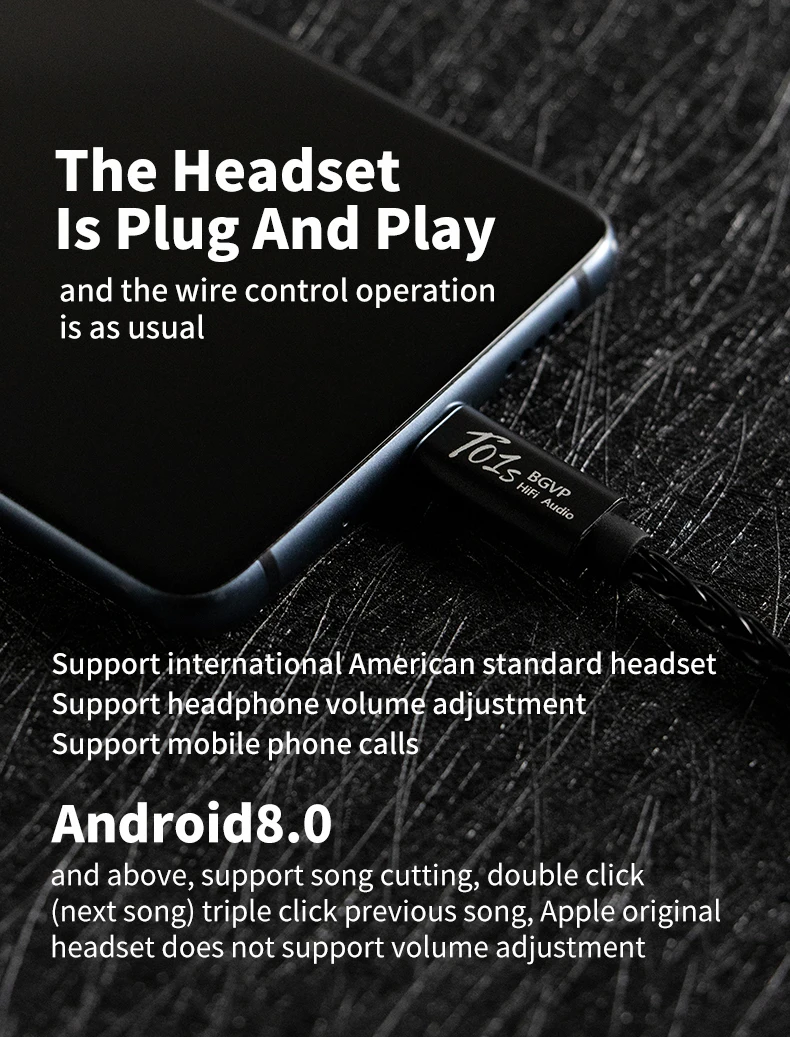 The Headset
Is Plug And Play
and the wire control operation
is as usual
T01s BGVP
HiFi Audio
Support international American standard headset
Support headphone volume adjustment
Support mobile phone calls
Android8.0
and above, support song cutting, double click
(next song) triple click previous song, Apple original
headset does not support volume adjustment